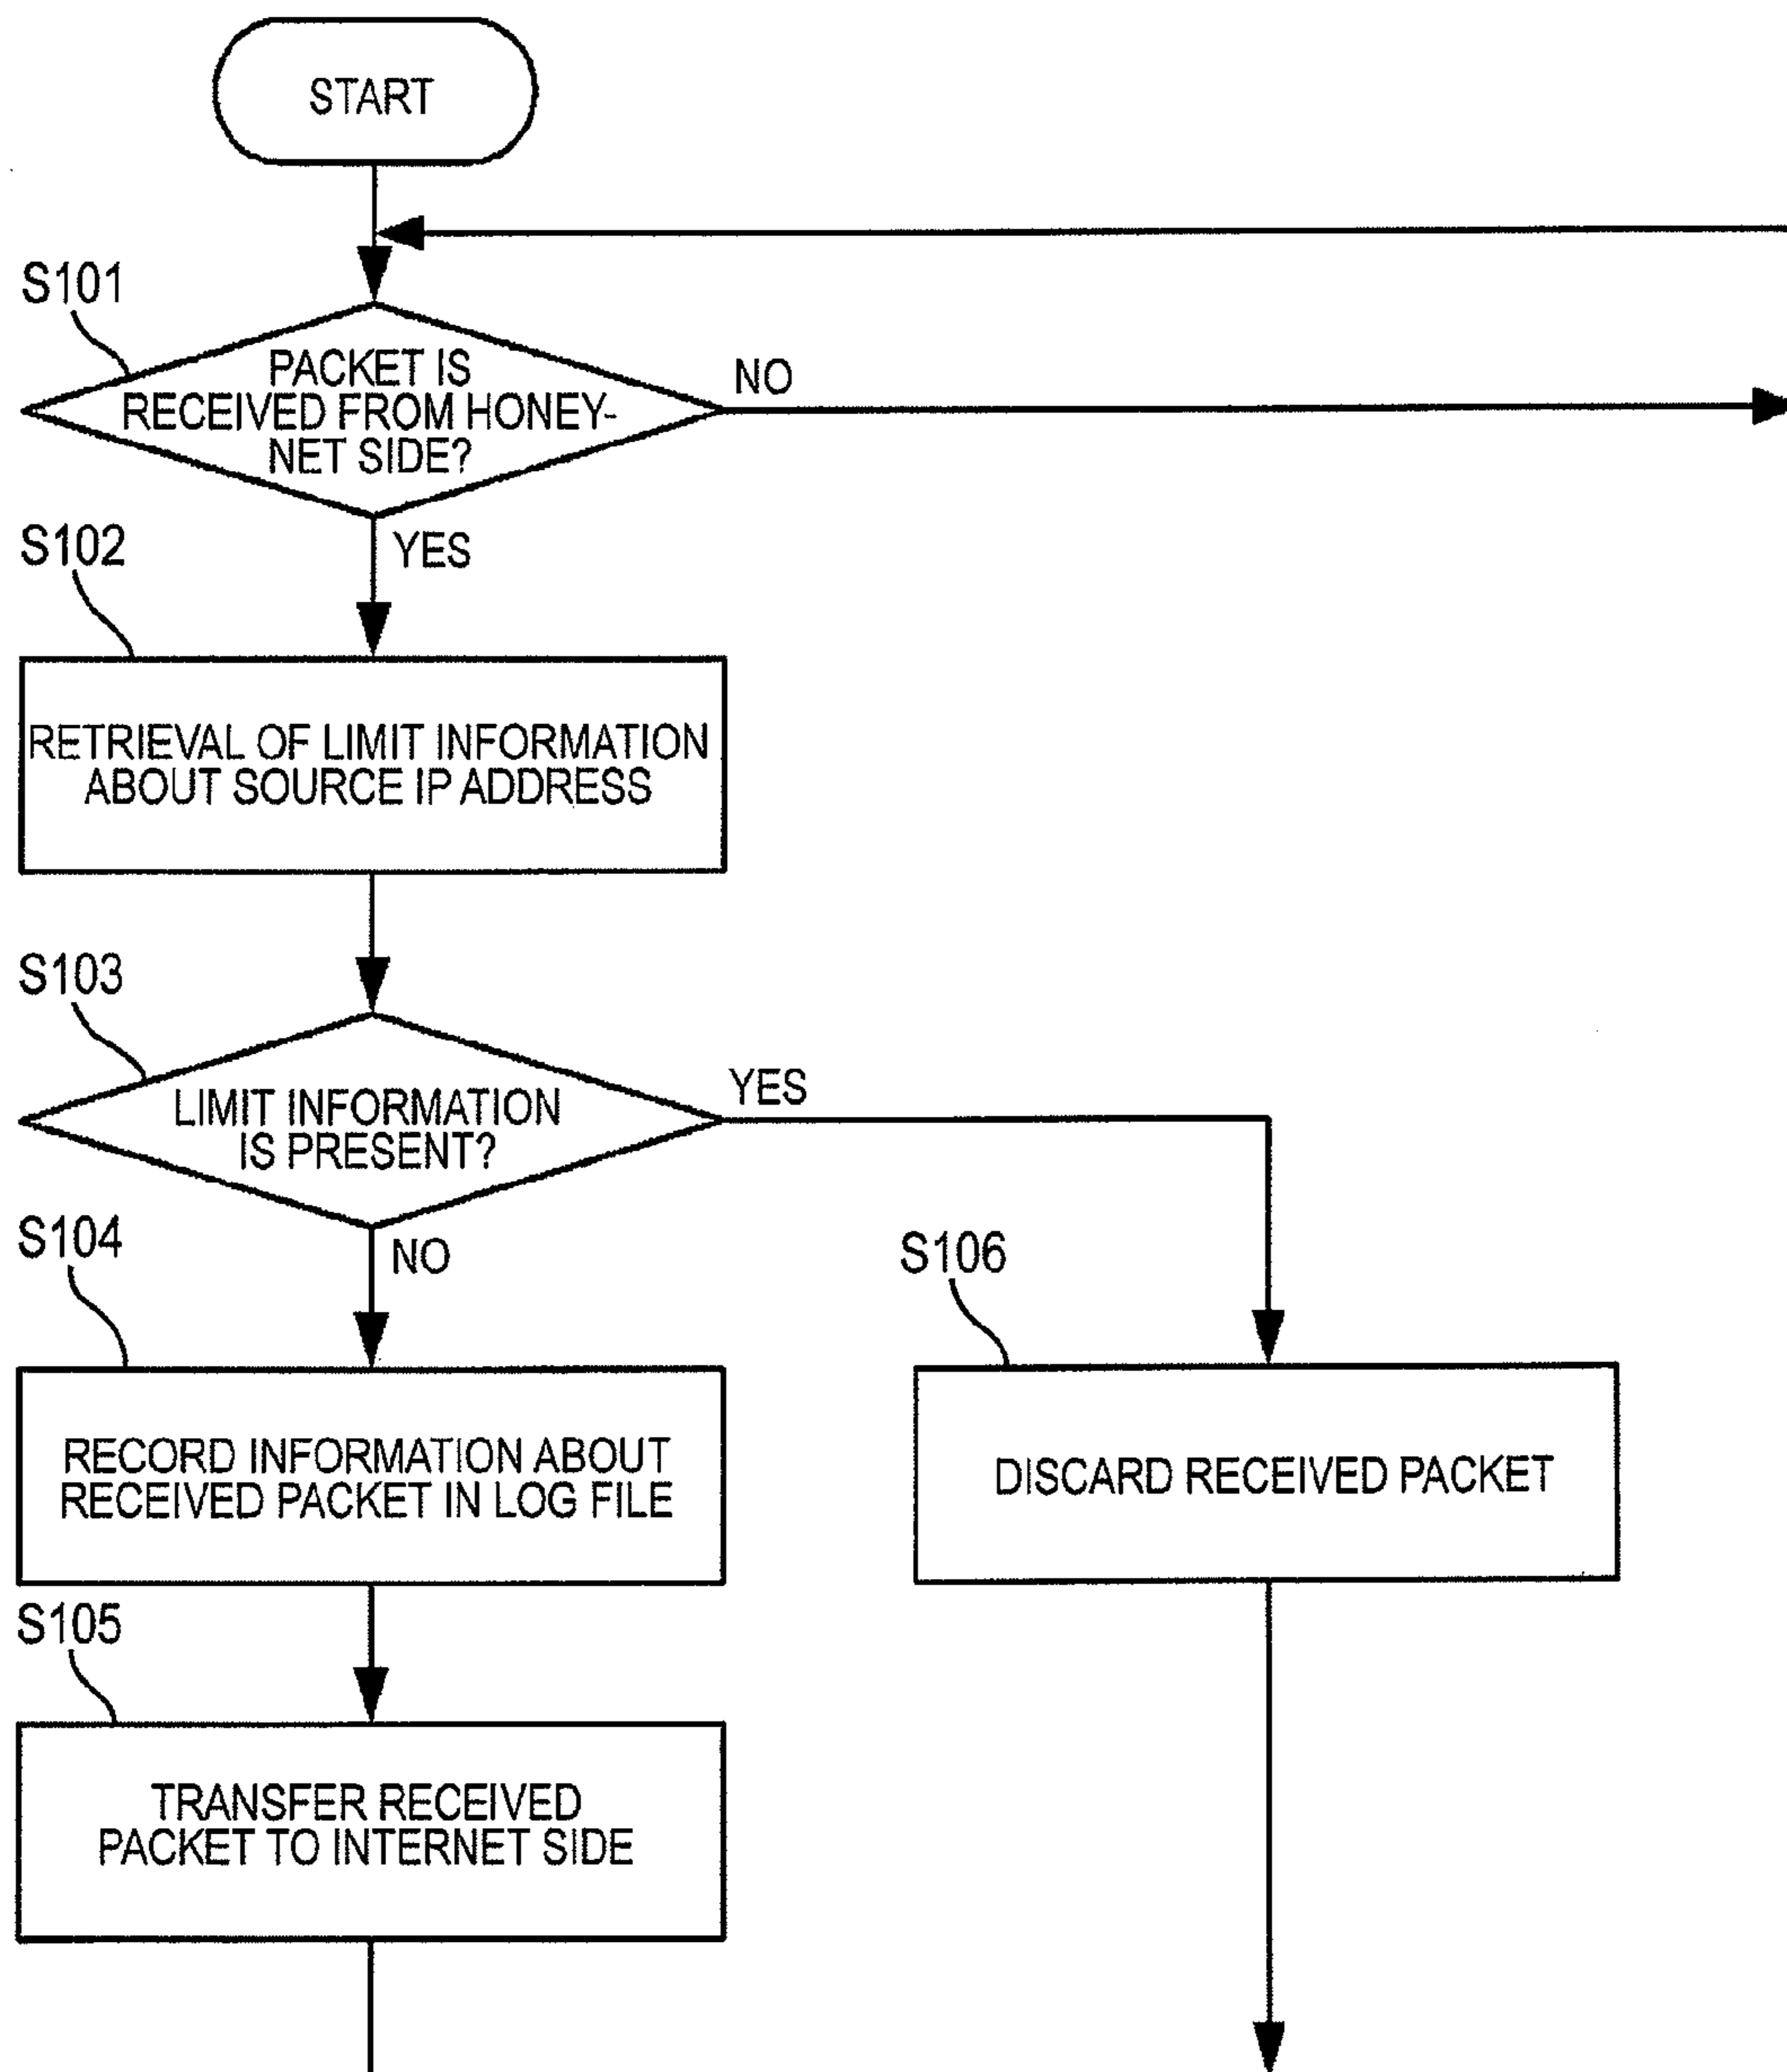 START
S101
PACKET IS
RECEIVED FROM HONEY-
NET SIDE?
NO
YES
S102
RETRIEVAL OF LIMIT INFORMATION
ABOUT SOURCE IP ADDRESS
S103
LIMIT INFORMATION
IS PRESENT?
YES
NO
S104
S106
RECORD INFORMATION ABOUT
RECEIVED PACKET IN LOG FILE
DISCARD RECEIVED PACKET
S105
TRANSFER RECEIVED
PACKET TO INTERNET SIDE